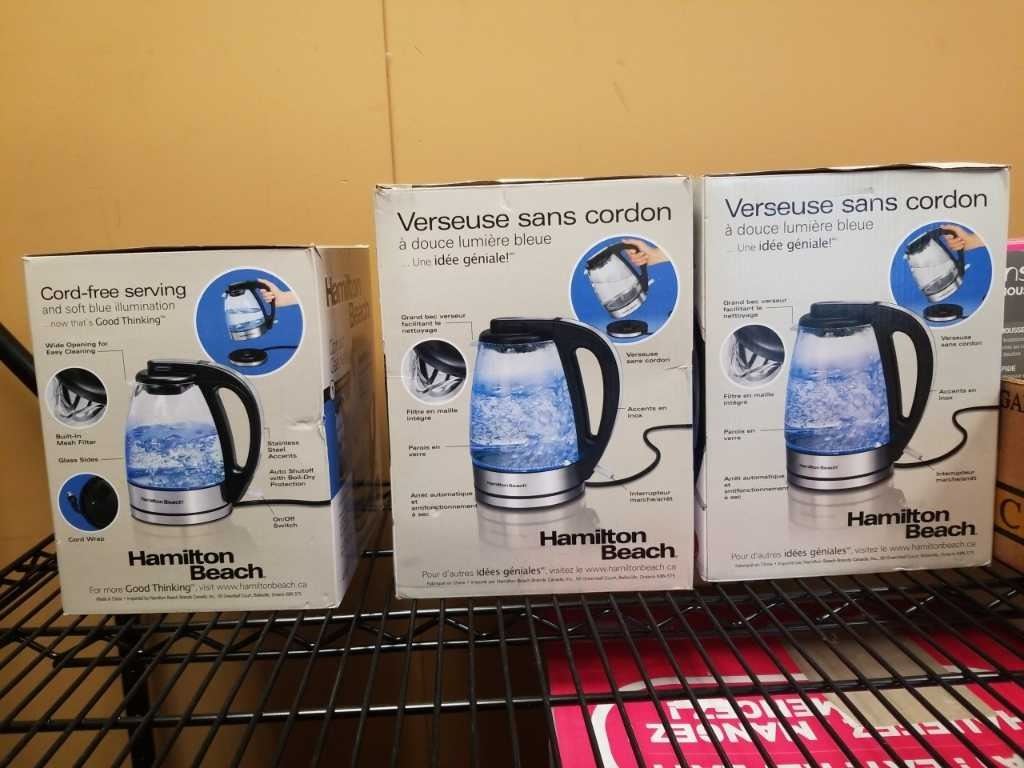 Cord-free serving
and soft blue illumination
...now that's Good Thinking™
Wide Opening for
Easy Cleaning
Built-In
Mesh Filter
Glass Sides
Cord Wrap
Stainless
Steel
Accents
Auto Shutoff
with Boil-Dry
Protection
On/Off
Switch
Hamilton Beach
Hamilton
Beach
For more Good Thinking™, visit www.hamiltonbeach.ca
Hamilton
Beach
Verseuse sans cordon
à douce lumière bleue
... Une idée géniale!™
Grand bec verseur
facilitant le
nettoyage
Verseuse
sans cordon
Filtre en maille
intégré
Accents en
inox
Parois en
verre
Arrêt automatique
et
antifonctionnement
à sec
Interrupteur
marche/arrêt
Hamilton Beach
Hamilton
Beach
Pour d'autres idées géniales™, visitez le www.hamiltonbeach.ca
Verseuse sans cordon
à douce lumière bleue
... Une idée géniale!™
Grand bec verseur
facilitant le
nettoyage
Verseuse
sans cordon
Filtre en maille
intégré
Accents en
inox
Parois en
verre
Arrêt automatique
et
antifonctionnement
à sec
Interrupteur
marche/arrêt
Hamilton Beach
Hamilton
Beach
Pour d'autres idées géniales™, visitez le www.hamiltonbeach.ca
MANGEZ